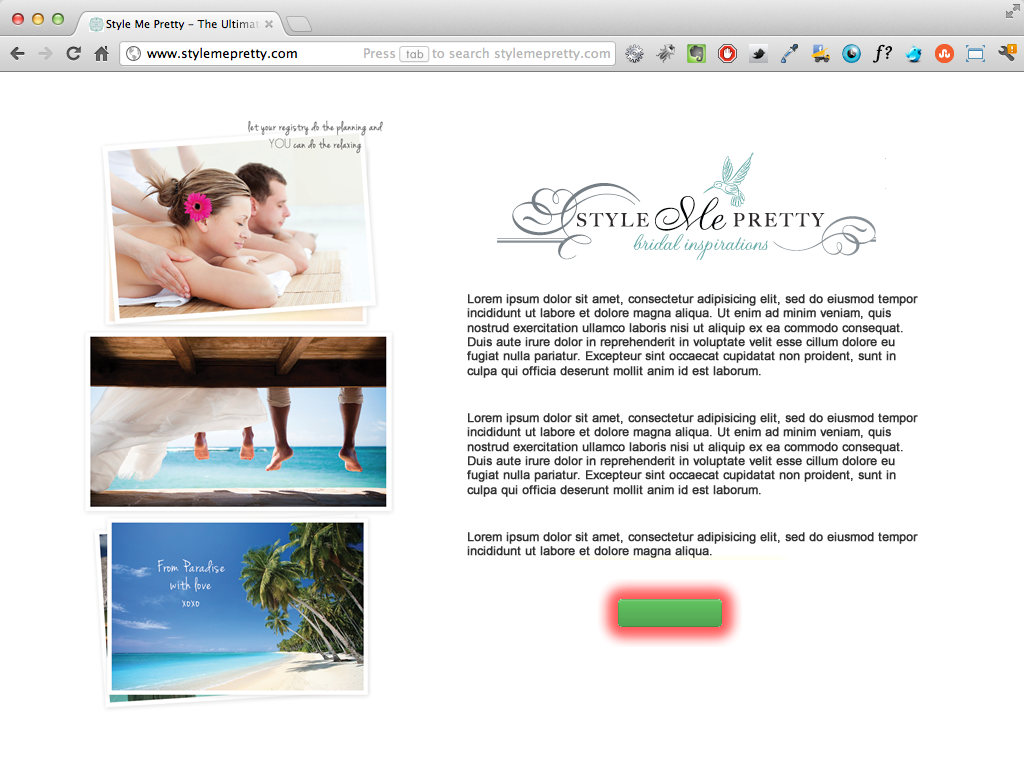 Style Me Pretty – The Ultimat
www.stylemepretty.com
Press tab to search stylemepretty.com
f?
let your registry do the planning and
YOU can do the relaxing
From Paradise
with love
xoxo
STYLE Me PRETTY
bridal inspirations
Lorem ipsum dolor sit amet, consectetur adipisicing elit, sed do eiusmod tempor
incididunt ut labore et dolore magna aliqua. Ut enim ad minim veniam, quis
nostrud exercitation ullamco laboris nisi ut aliquip ex ea commodo consequat.
Duis aute irure dolor in reprehenderit in voluptate velit esse cillum dolore eu
fugiat nulla pariatur. Excepteur sint occaecat cupidatat non proident, sunt in
culpa qui officia deserunt mollit anim id est laborum.
Lorem ipsum dolor sit amet, consectetur adipisicing elit, sed do eiusmod tempor
incididunt ut labore et dolore magna aliqua. Ut enim ad minim veniam, quis
nostrud exercitation ullamco laboris nisi ut aliquip ex ea commodo consequat.
Duis aute irure dolor in reprehenderit in voluptate velit esse cillum dolore eu
fugiat nulla pariatur. Excepteur sint occaecat cupidatat non proident, sunt in
culpa qui officia deserunt mollit anim id est laborum.
Lorem ipsum dolor sit amet, consectetur adipisicing elit, sed do eiusmod tempor
incididunt ut labore et dolore magna aliqua.